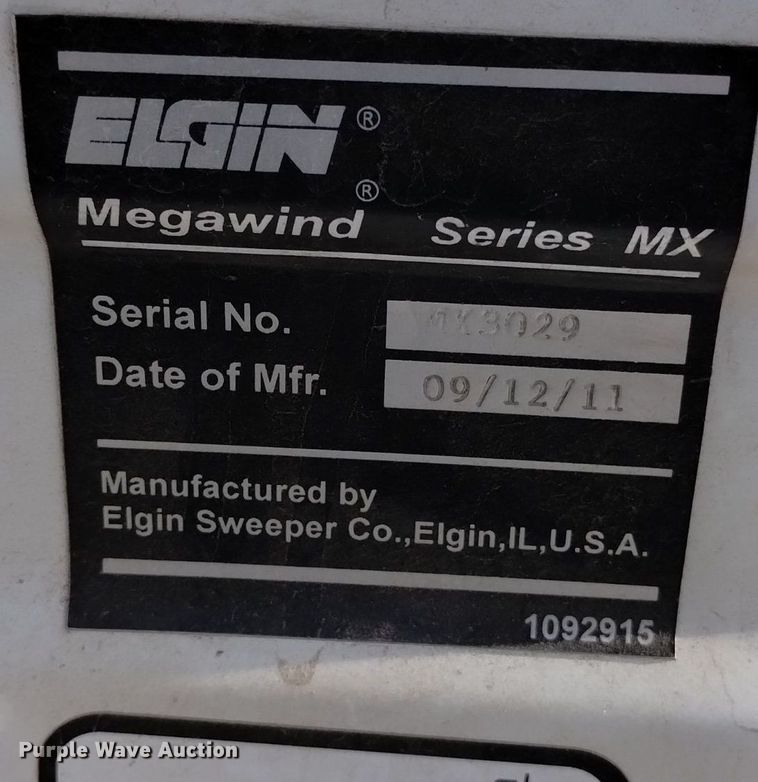 ELGIN®
®
Megawind Series MX
Serial No. MX3029
Date of Mfr. 09/12/11
Manufactured by
Elgin Sweeper Co.,Elgin,IL,U.S.A.
1092915
Purple Wave Auction